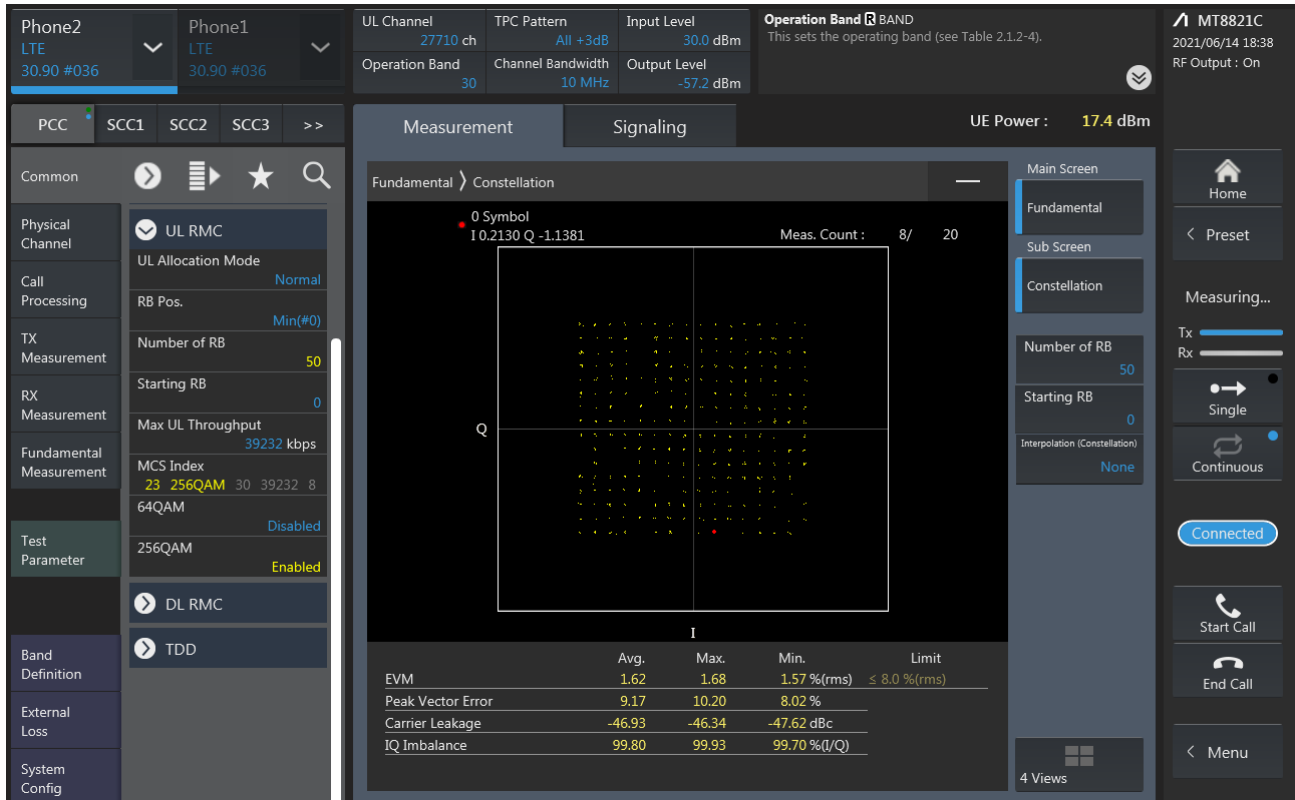 Phone2
LTE
30.90 #036
Phone1
LTE
30.90 #036
UL Channel
27710 ch
TPC Pattern
All +3dB
Input Level
30.0 dBm
Operation Band
30
Channel Bandwidth
10 MHz
Output Level
-57.2 dBm
Operation Band R BAND
This sets the operating band (see Table 2.1.2-4).
MT8821C
2021/06/14 18:38
RF Output : On
PCC
SCC1
SCC2
SCC3
>>
Measurement
Signaling
UE Power : 17.4 dBm
Common
Physical
Channel
Call
Processing
TX
Measurement
RX
Measurement
Fundamental
Measurement
Test
Parameter
Band
Definition
External
Loss
System
Config
UL RMC
UL Allocation Mode
Normal
RB Pos.
Min(#0)
Number of RB
50
Starting RB
0
Max UL Throughput
39232 kbps
MCS Index
23 256QAM 30 39232 8
64QAM
Disabled
256QAM
Enabled
DL RMC
TDD
Fundamental 〉 Constellation
0 Symbol
I 0.2130 Q -1.1381
Meas. Count : 8/ 20
Q
I
Avg. Max. Min. Limit
EVM 1.62 1.68 1.57 %(rms) ≤ 8.0 %(rms)
Peak Vector Error 9.17 10.20 8.02 %
Carrier Leakage -46.93 -46.34 -47.62 dBc
IQ Imbalance 99.80 99.93 99.70 %(I/Q)
Main Screen
Fundamental
Sub Screen
Constellation
Number of RB
50
Starting RB
0
Interpolation (Constellation)
None
4 Views
Home
< Preset
Measuring...
Tx
Rx
Single
Continuous
Connected
Start Call
End Call
< Menu